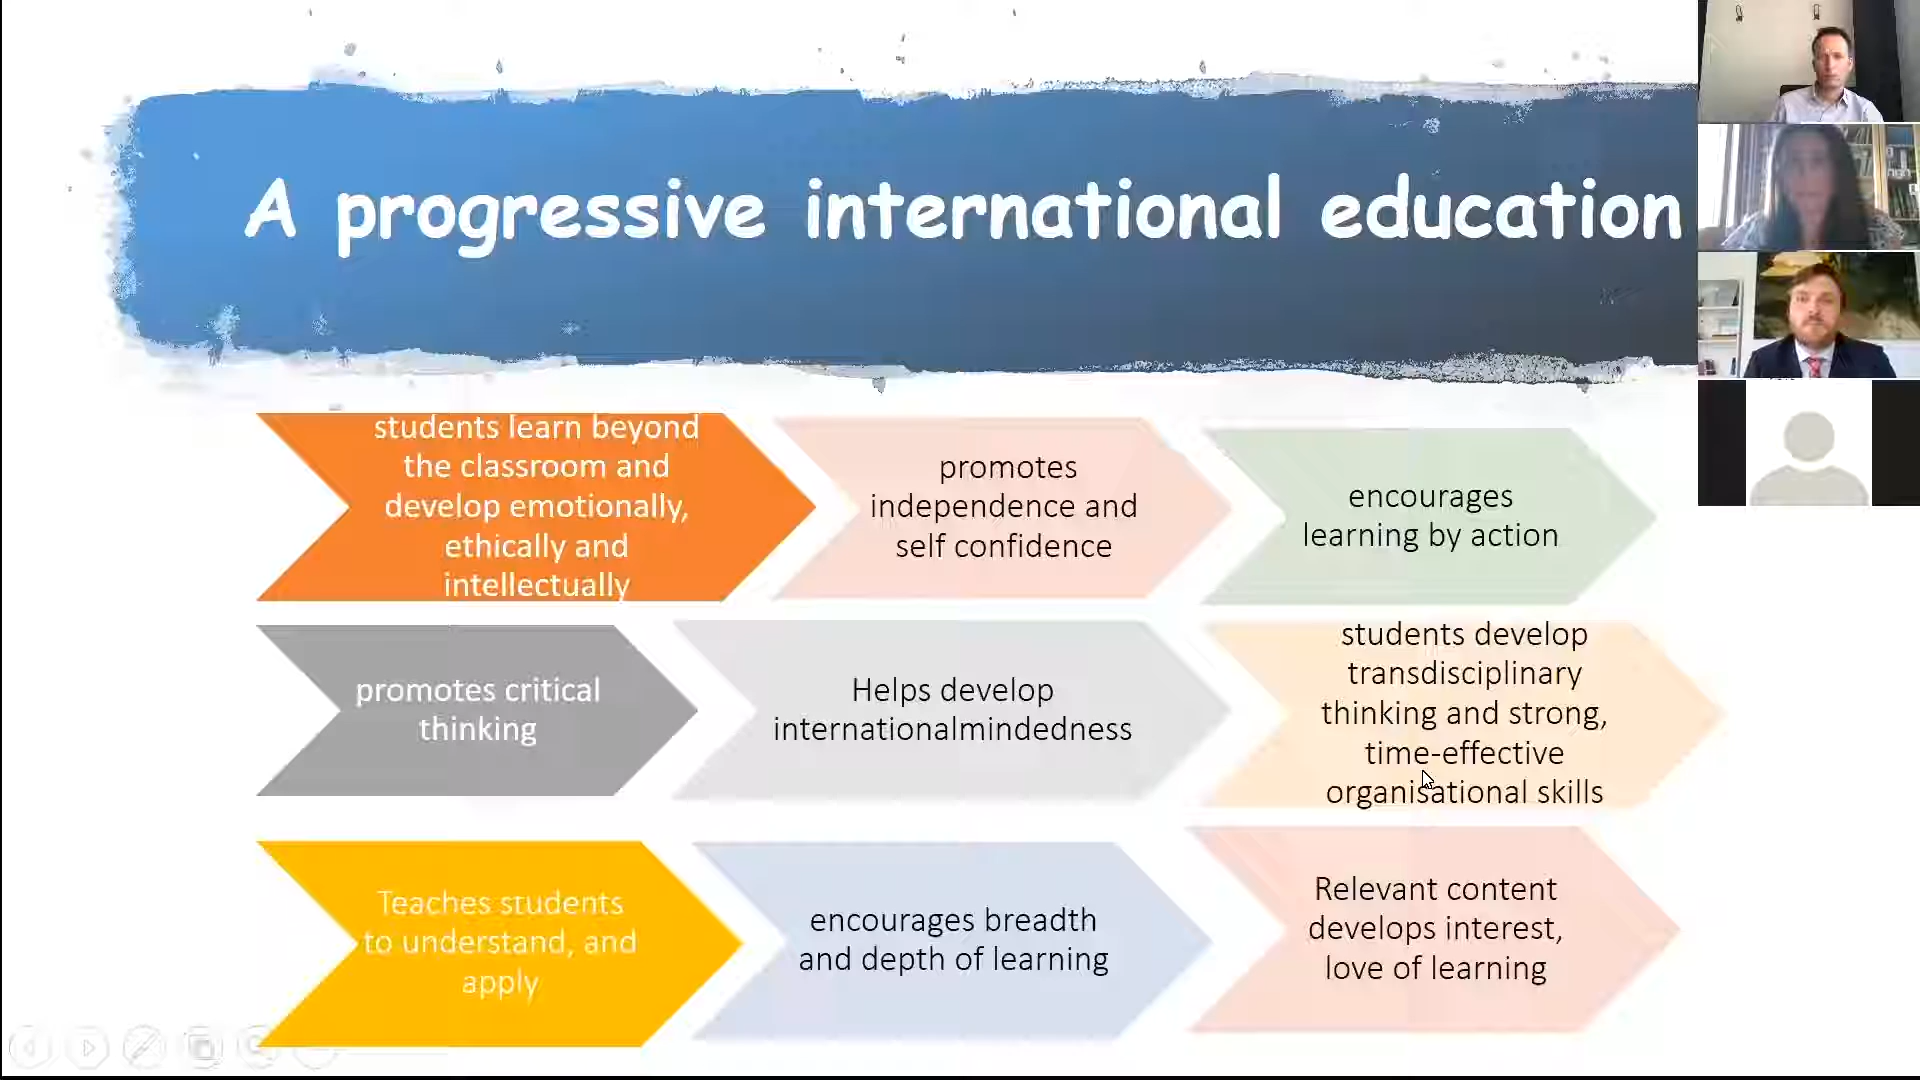 A progressive international education
students learn beyond
the classroom and
develop emotionally,
ethically and
intellectually
promotes
independence and
self confidence
encourages
learning by action
promotes critical
thinking
Helps develop
internationalmindedness
students develop
transdisciplinary
thinking and strong,
time-effective
organisational skills
Teaches students
to understand, and
apply
encourages breadth
and depth of learning
Relevant content
develops interest,
love of learning